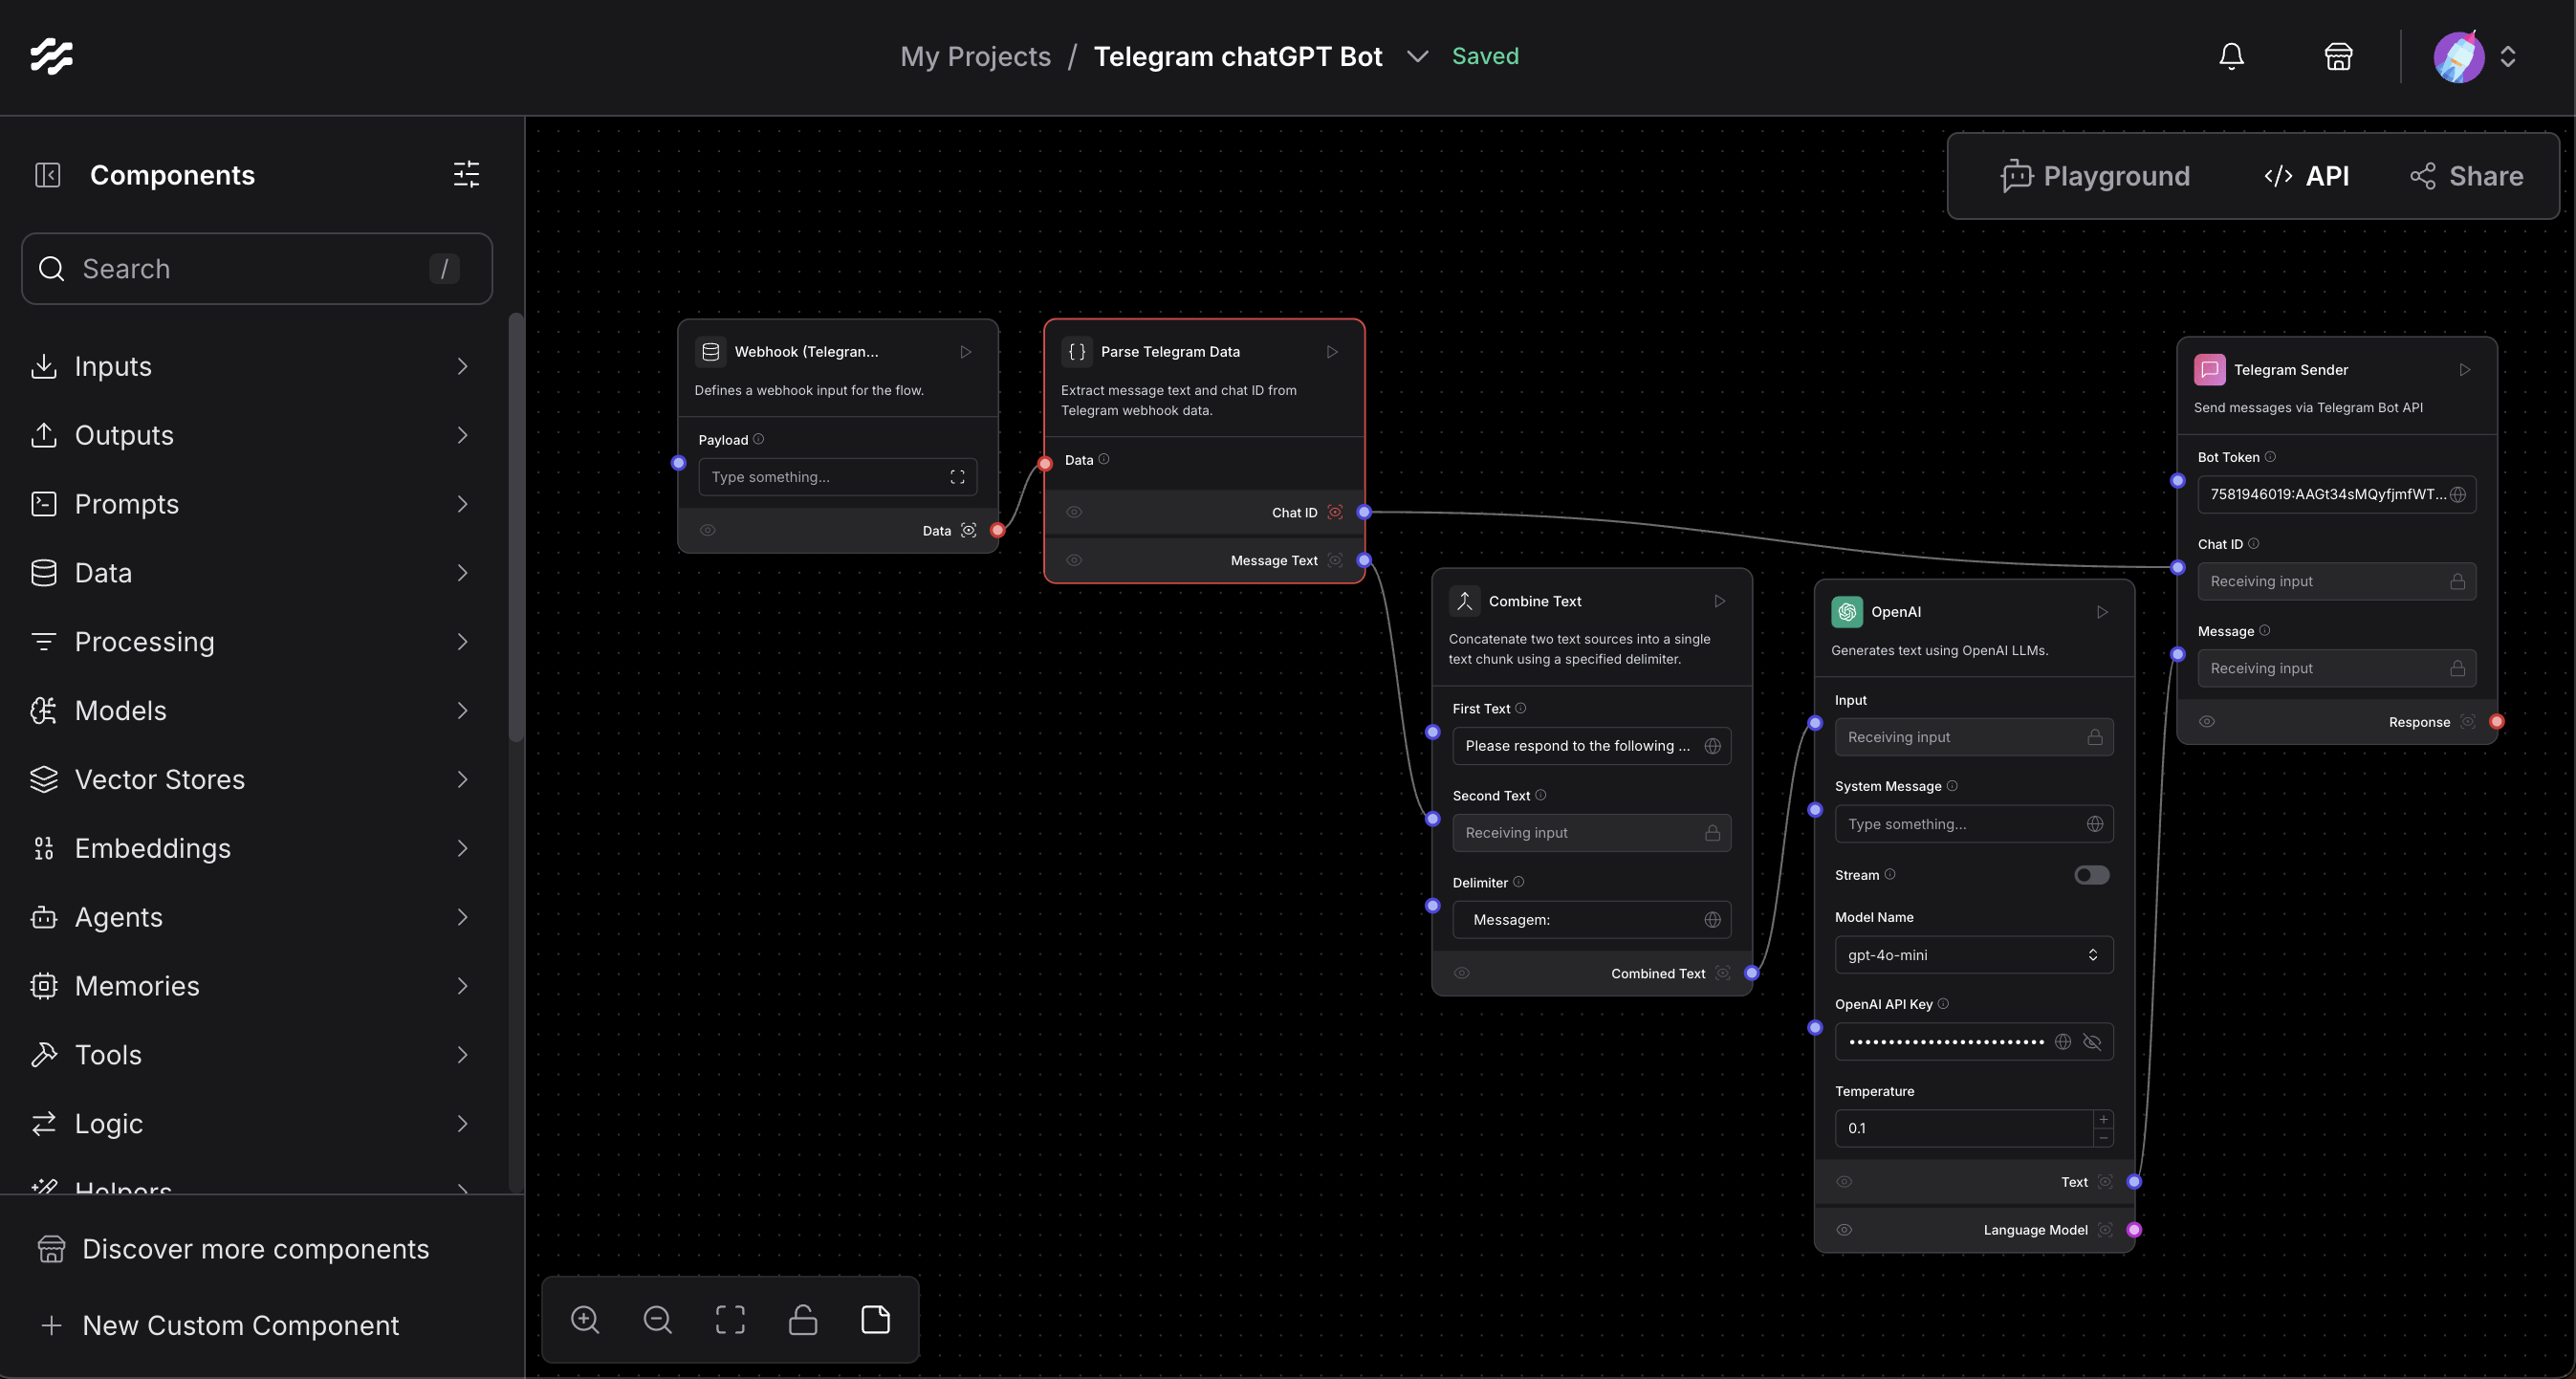 My Projects / Telegram chatGPT Bot Saved
Components
Search /
Inputs
Outputs
Prompts
Data
Processing
Models
Vector Stores
Embeddings
Agents
Memories
Tools
Logic
Helpers
Discover more components
New Custom Component
Playground
API
Share
Webhook (Telegran...
Defines a webhook input for the flow.
Payload
Type something...
Data
Parse Telegram Data
Extract message text and chat ID from
Telegram webhook data.
Data
Chat ID
Message Text
Combine Text
Concatenate two text sources into a single
text chunk using a specified delimiter.
First Text
Please respond to the following ...
Second Text
Receiving input
Delimiter
Messagem:
Combined Text
OpenAI
Generates text using OpenAI LLMs.
Input
Receiving input
System Message
Type something...
Stream
Model Name
gpt-4o-mini
OpenAI API Key
Temperature
0.1
Text
Language Model
Telegram Sender
Send messages via Telegram Bot API
Bot Token
7581946019:AAGt34sMQyfjmfWT...
Chat ID
Receiving input
Message
Receiving input
Response